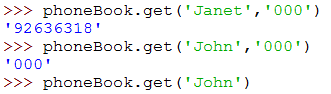 >>> phoneBook.get('Janet','000')
'92636318'
>>> phoneBook.get('John','000')
'000'
>>> phoneBook.get('John')